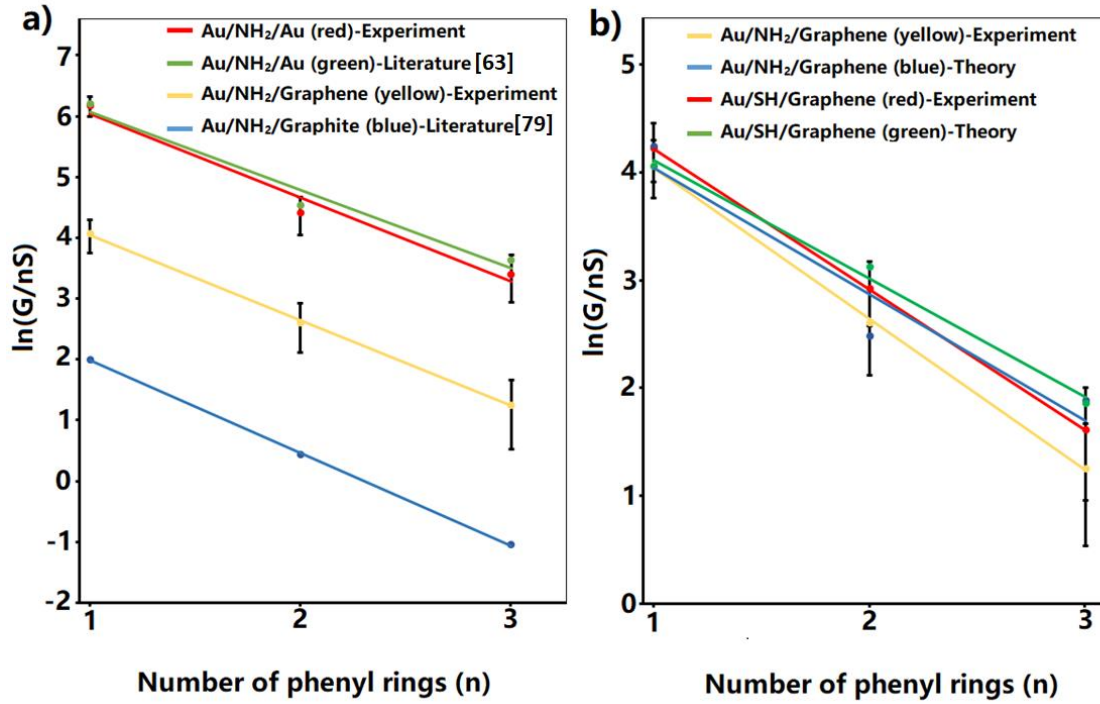 a)
Au/NH₂/Au (red)-Experiment
Au/NH₂/Au (green)-Literature [63]
Au/NH₂/Graphene (yellow)-Experiment
Au/NH₂/Graphite (blue)-Literature[79]
ln(G/nS)
7
6
5
4
3
2
1
0
-1
-2
1 2 3
Number of phenyl rings (n)
b)
Au/NH₂/Graphene (yellow)-Experiment
Au/NH₂/Graphene (blue)-Theory
Au/SH/Graphene (red)-Experiment
Au/SH/Graphene (green)-Theory
ln(G/nS)
5
4
3
2
1
0
1 2 3
Number of phenyl rings (n)